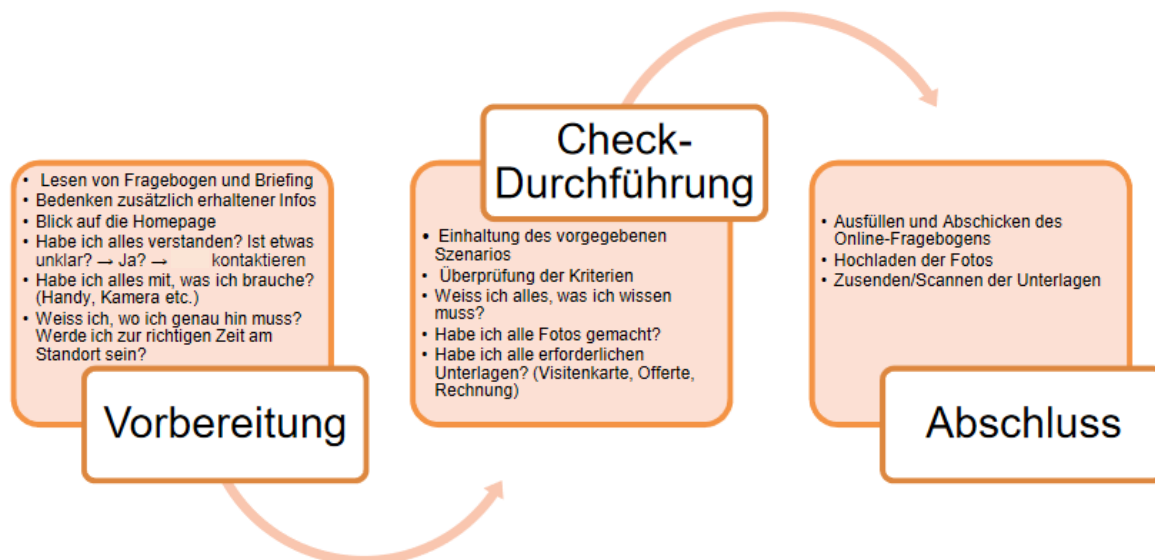 • Lesen von Fragebogen und Briefing
• Bedenken zusätzlich erhaltener Infos
• Blick auf die Homepage
• Habe ich alles verstanden? Ist etwas
unklar? → Ja? → kontaktieren
• Habe ich alles mit, was ich brauche?
(Handy, Kamera etc.)
• Weiss ich, wo ich genau hin muss?
Werde ich zur richtigen Zeit am
Standort sein?
Vorbereitung
Check-
Durchführung
• Einhaltung des vorgegebenen
Szenarios
• Überprüfung der Kriterien
• Weiss ich alles, was ich wissen
muss?
• Habe ich alle Fotos gemacht?
• Habe ich alle erforderlichen
Unterlagen? (Visitenkarte, Offerte,
Rechnung)
• Ausfüllen und Abschicken des
Online-Fragebogens
• Hochladen der Fotos
• Zusenden/Scannen der Unterlagen
Abschluss